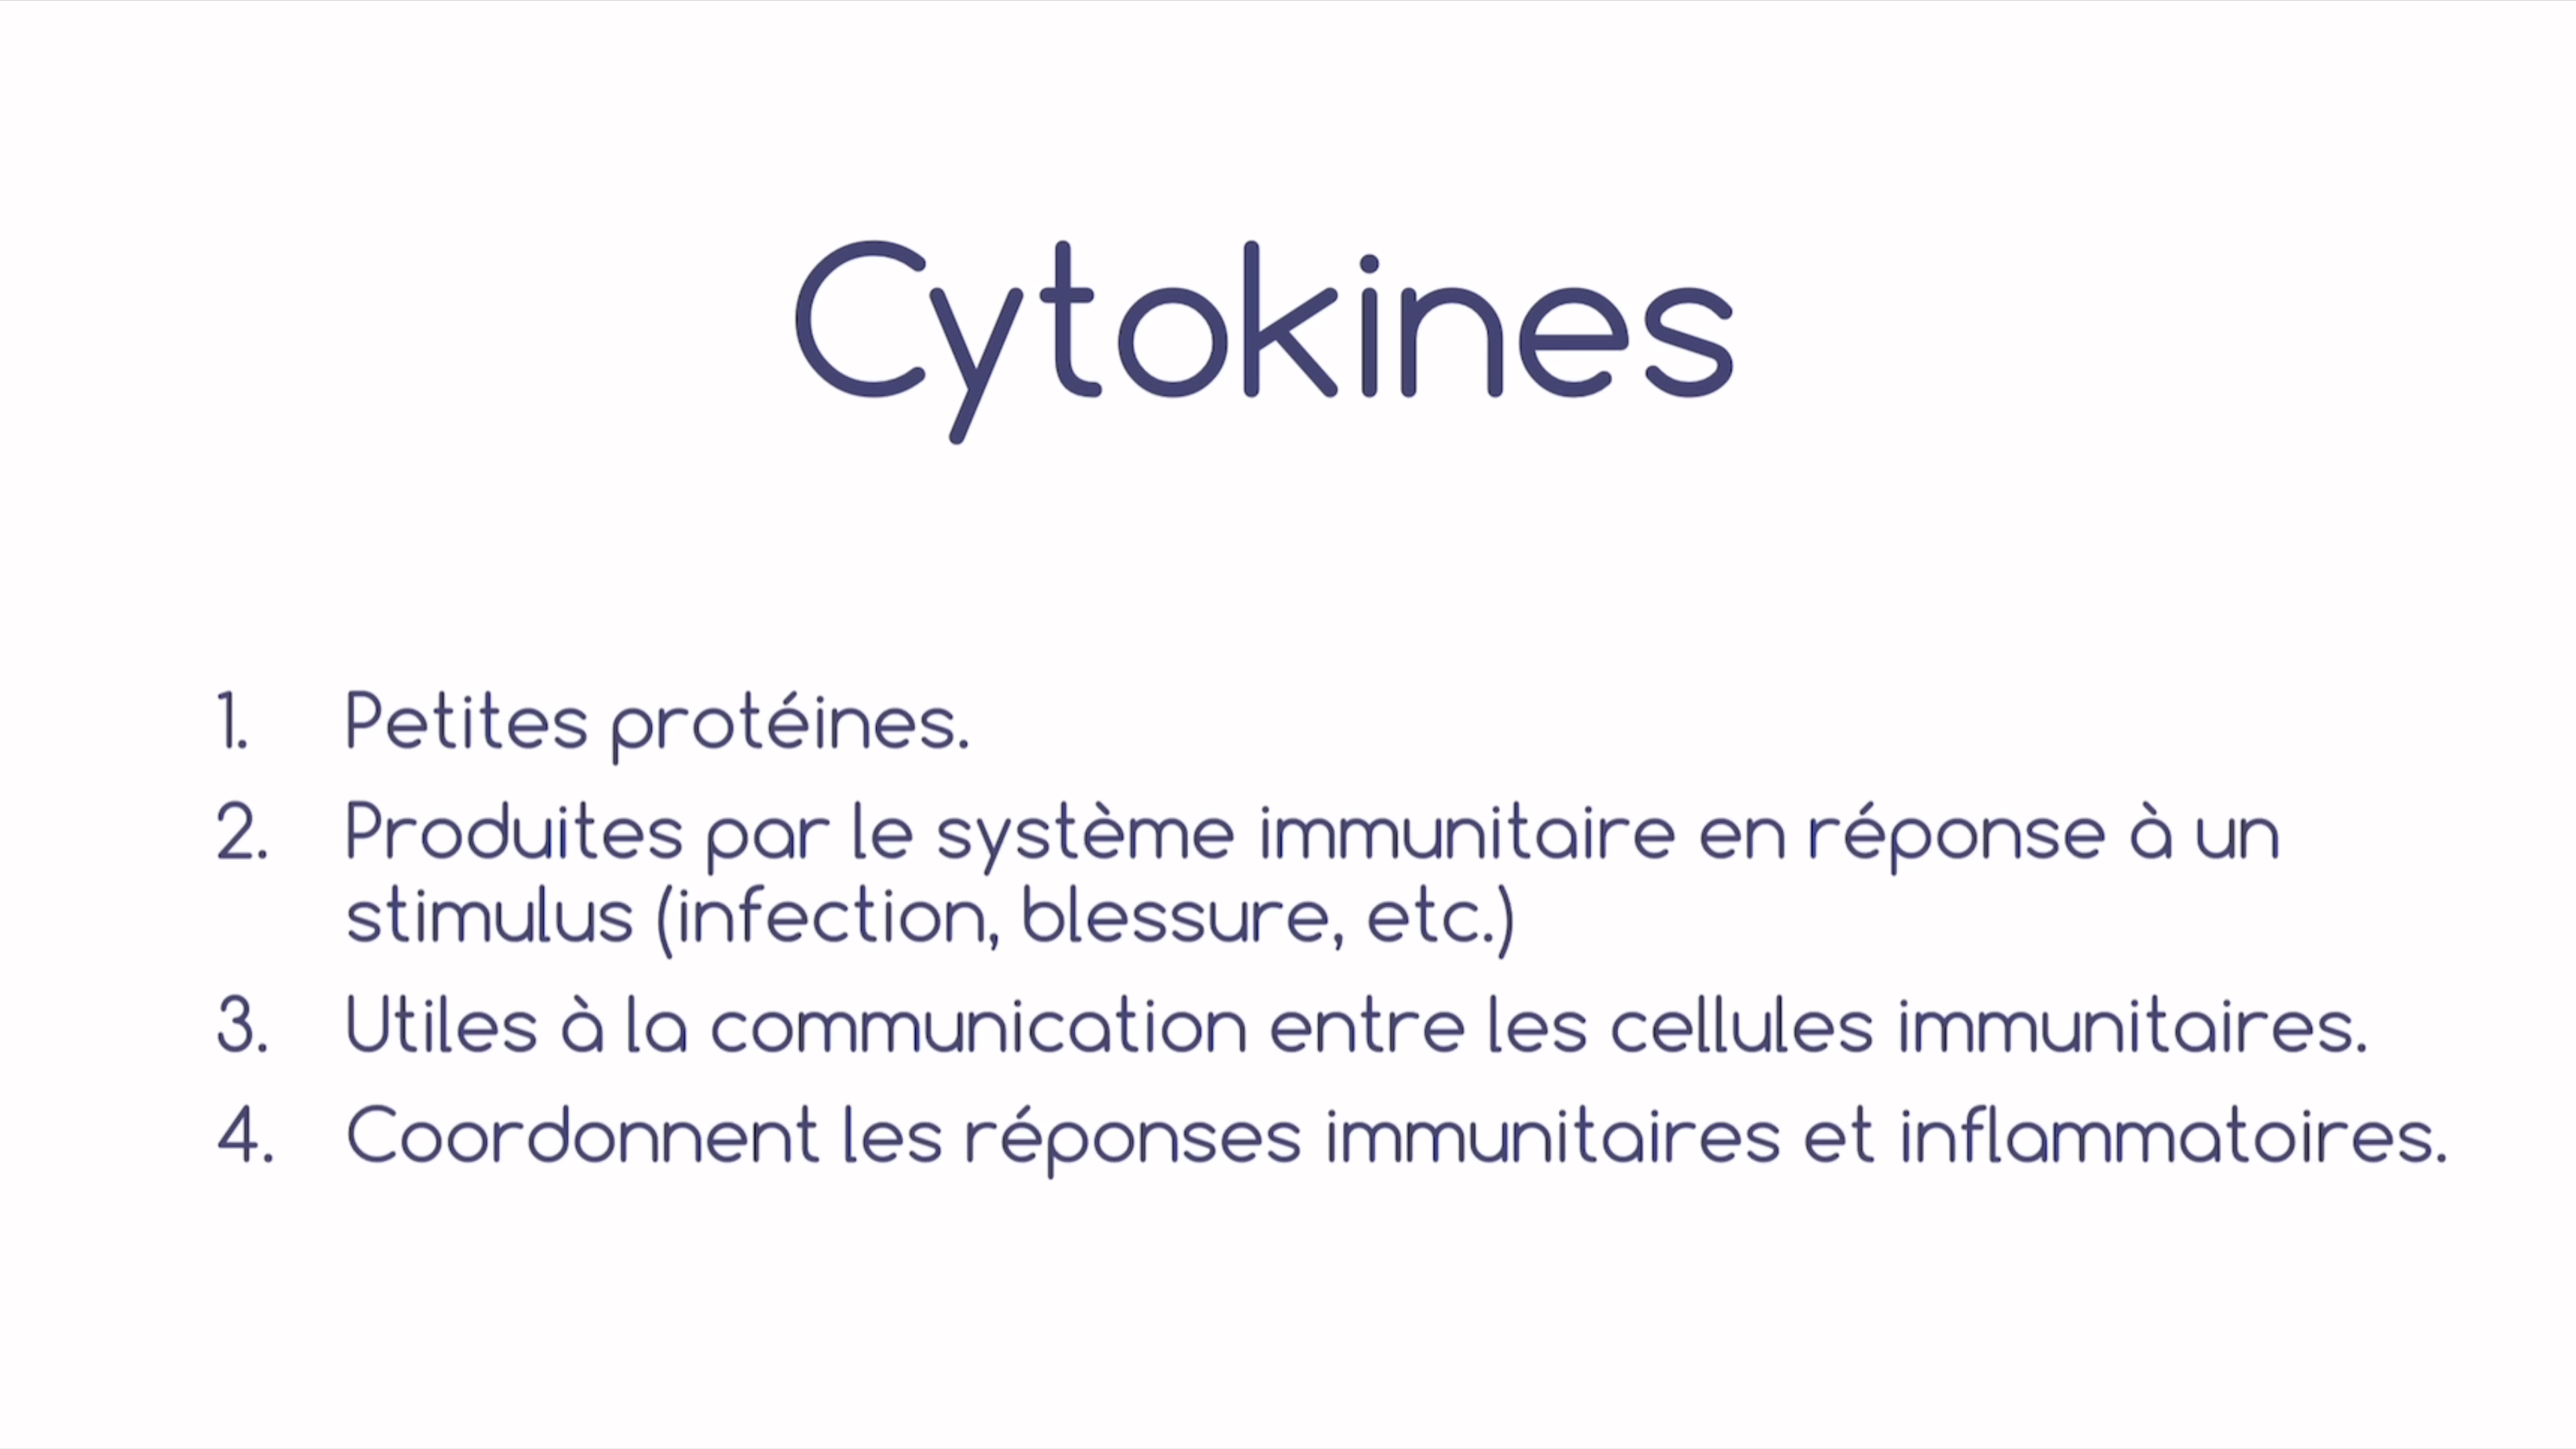 Cytokines
1. Petites protéines.
2. Produites par le système immunitaire en réponse à un
stimulus (infection, blessure, etc.)
3. Utiles à la communication entre les cellules immunitaires.
4. Coordonnent les réponses immunitaires et inflammatoires.